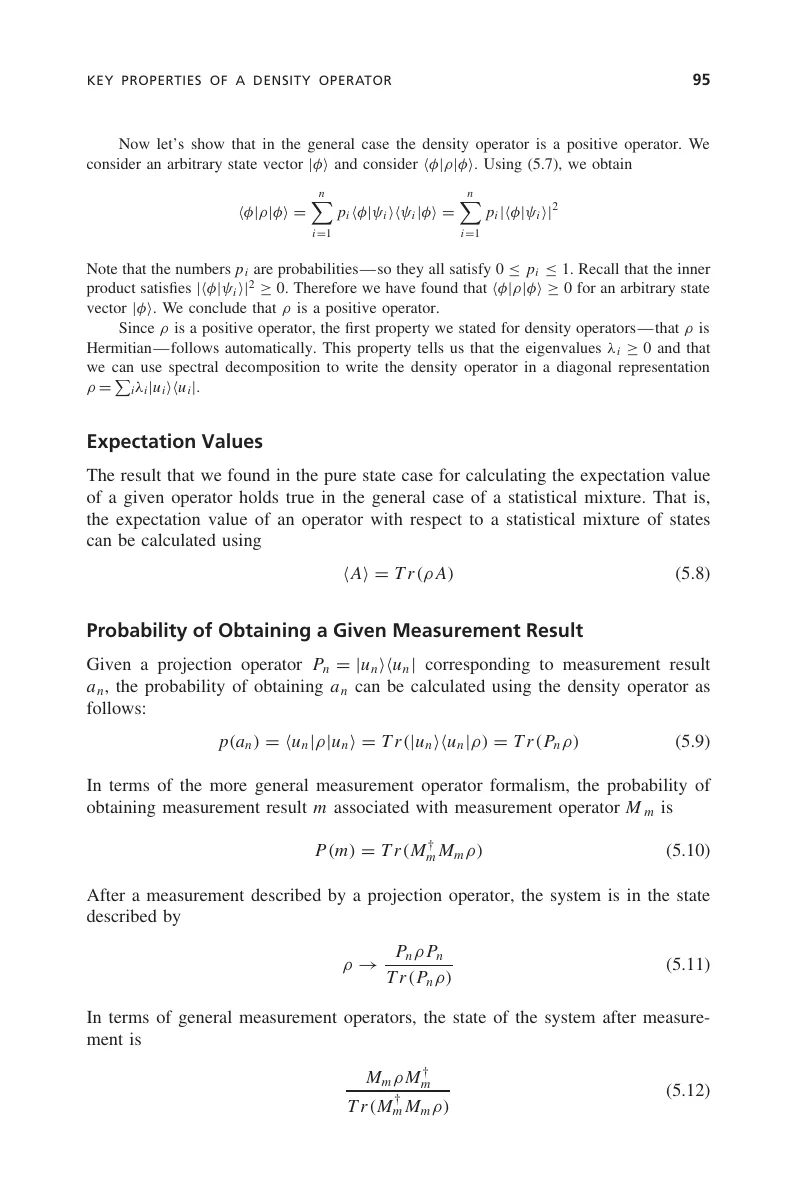 KEY PROPERTIES OF A DENSITY OPERATOR 95
Now let's show that in the general case the density operator is a positive operator. We
consider an arbitrary state vector |ϕ⟩ and consider ⟨ϕ|ρ|ϕ⟩. Using (5.7), we obtain
⟨ϕ|ρ|ϕ⟩ = ∑_{i=1}^{n} p_i⟨ϕ|ψ_i⟩⟨ψ_i|ϕ⟩ = ∑_{i=1}^{n} p_i|⟨ϕ|ψ_i⟩|²
Note that the numbers p_i are probabilities—so they all satisfy 0 ≤ p_i ≤ 1. Recall that the inner
product satisfies |⟨ϕ|ψ_i⟩|² ≥ 0. Therefore we have found that ⟨ϕ|ρ|ϕ⟩ ≥ 0 for an arbitrary state
vector |ϕ⟩. We conclude that ρ is a positive operator.
Since ρ is a positive operator, the first property we stated for density operators—that ρ is
Hermitian—follows automatically. This property tells us that the eigenvalues λ_i ≥ 0 and that
we can use spectral decomposition to write the density operator in a diagonal representation
ρ = ∑_i λ_i|u_i⟩⟨u_i|.
Expectation Values
The result that we found in the pure state case for calculating the expectation value
of a given operator holds true in the general case of a statistical mixture. That is,
the expectation value of an operator with respect to a statistical mixture of states
can be calculated using
⟨A⟩ = Tr(ρA) (5.8)
Probability of Obtaining a Given Measurement Result
Given a projection operator P_n = |u_n⟩⟨u_n| corresponding to measurement result
a_n, the probability of obtaining a_n can be calculated using the density operator as
follows:
p(a_n) = ⟨u_n|ρ|u_n⟩ = Tr(|u_n⟩⟨u_n|ρ) = Tr(P_nρ) (5.9)
In terms of the more general measurement operator formalism, the probability of
obtaining measurement result m associated with measurement operator M_m is
P(m) = Tr(M_m^† M_m ρ) (5.10)
After a measurement described by a projection operator, the system is in the state
described by
ρ → P_nρP_n / Tr(P_nρ) (5.11)
In terms of general measurement operators, the state of the system after measure-
ment is
M_mρM_m^† / Tr(M_m^† M_mρ) (5.12)